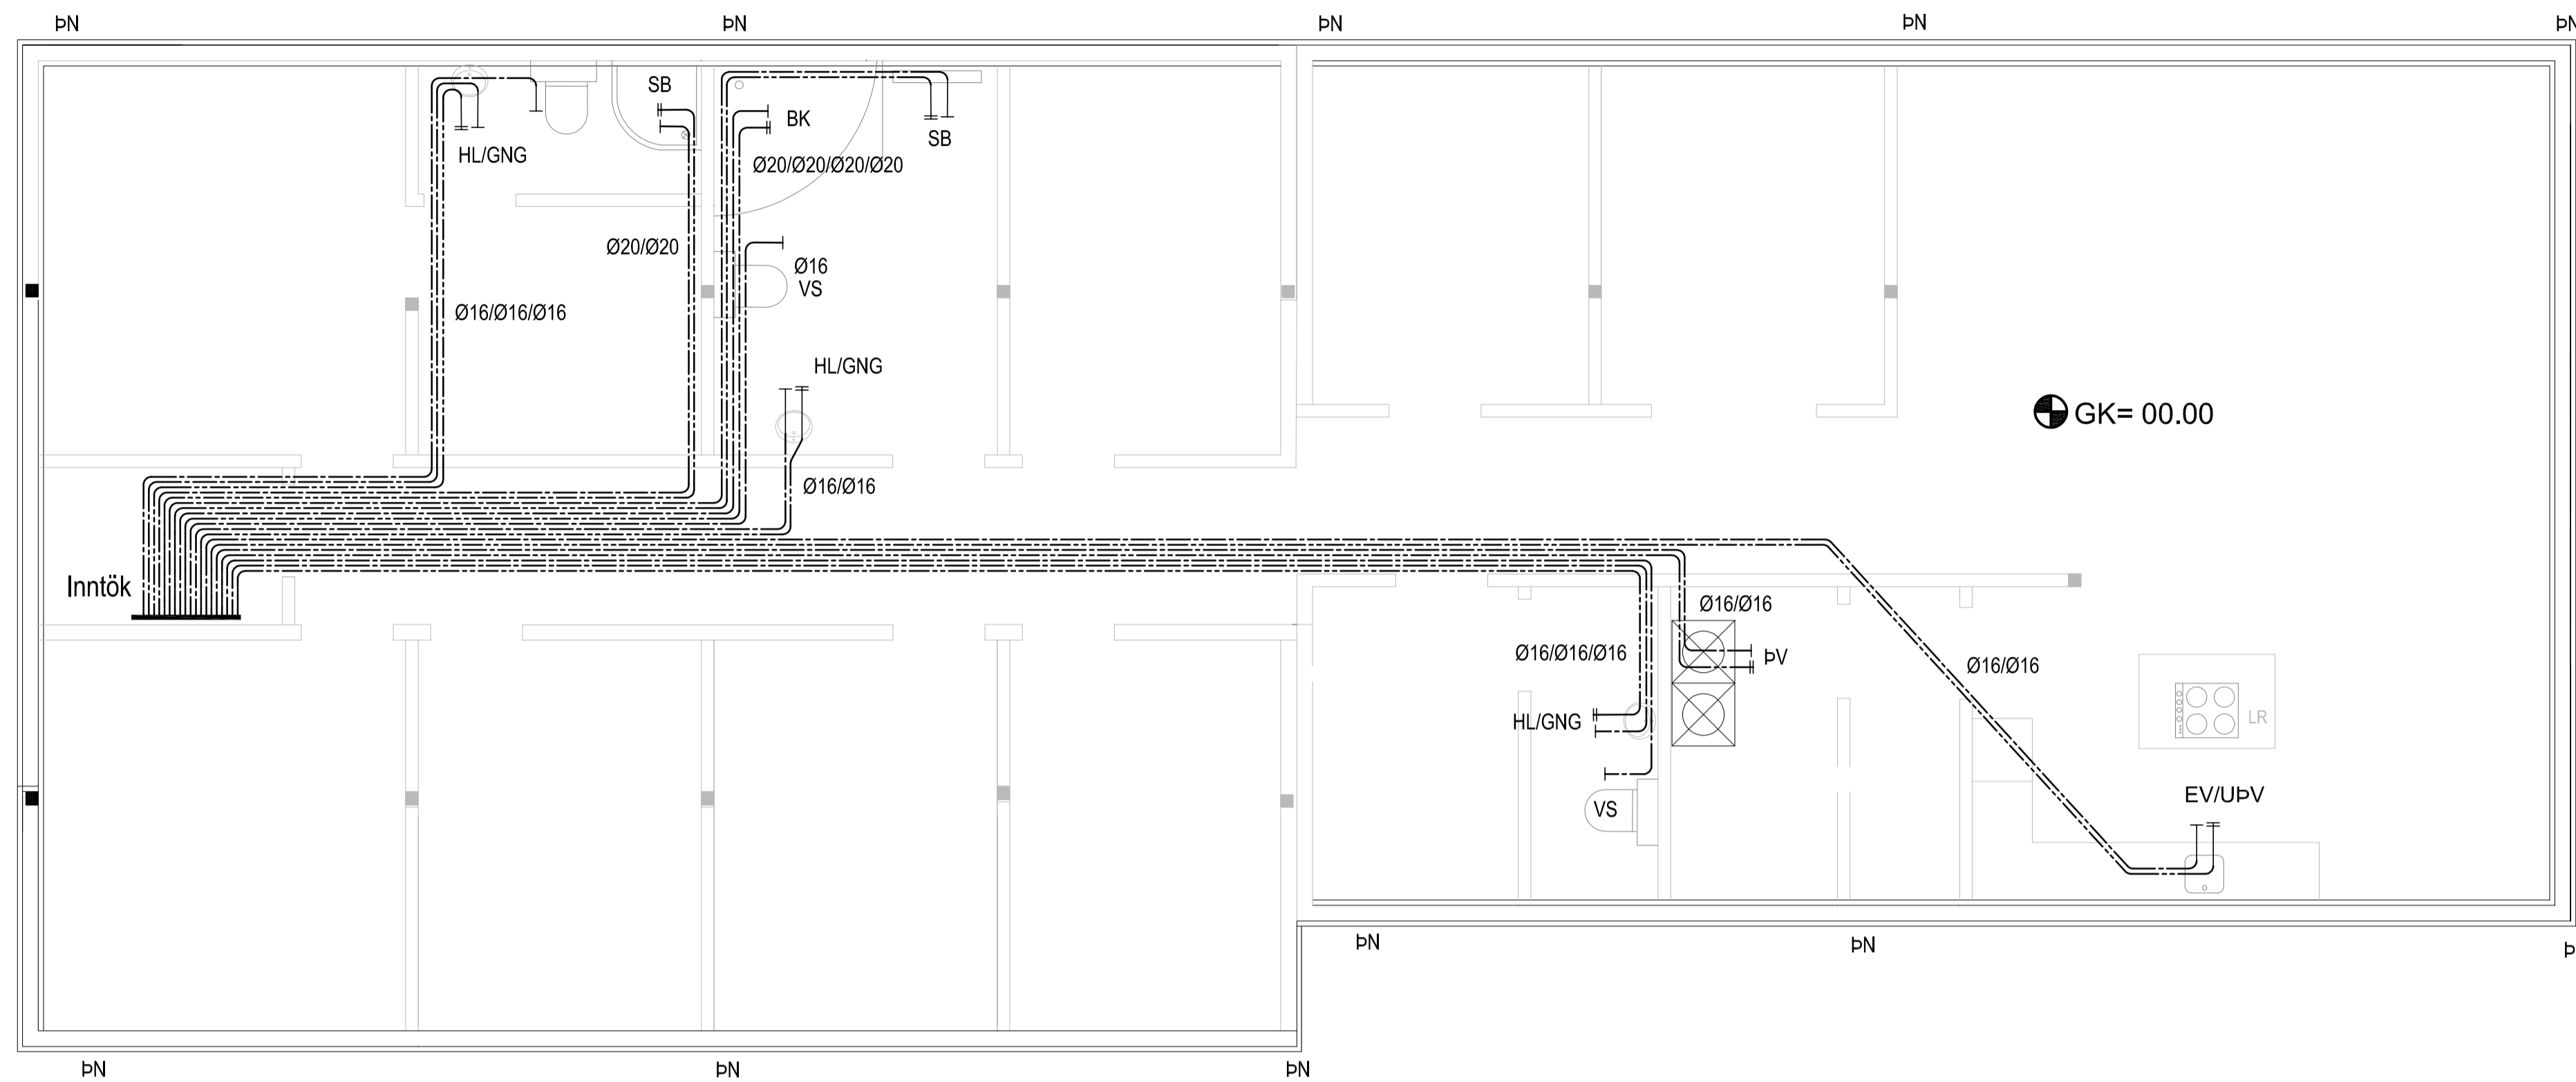 ÞN
ÞN
ÞN
ÞN
ÞN
SB
BK
SB
HL/GNG
Ø20/Ø20/Ø20/Ø20
Ø20/Ø20
Ø16
VS
Ø16/Ø16/Ø16
HL/GNG
GK= 00.00
Ø16/Ø16
Inntök
Ø16/Ø16
Ø16/Ø16/Ø16
ÞV
Ø16/Ø16
HL/GNG
LR
EV/UÞV
VS
ÞN
ÞN
Þ
ÞN
ÞN
ÞN